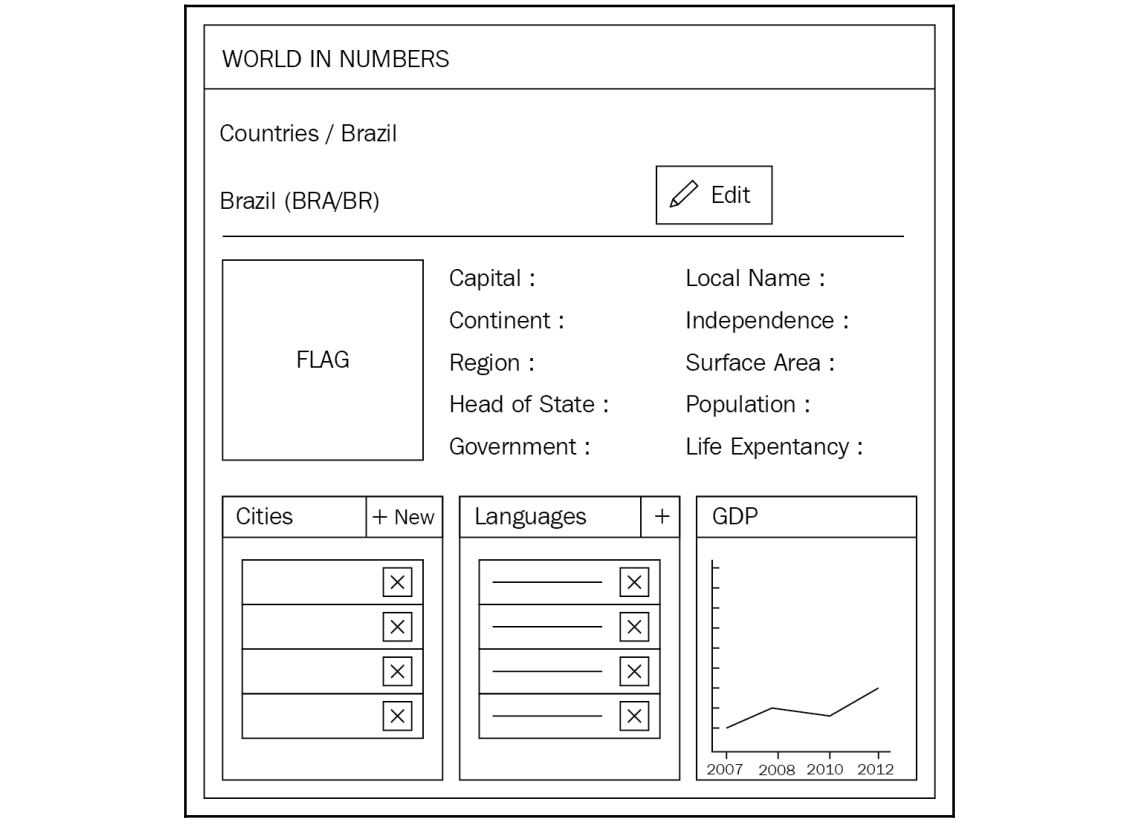 WORLD IN NUMBERS
Countries / Brazil
Brazil (BRA/BR)
Edit
FLAG
Capital :
Continent :
Region :
Head of State :
Government :
Local Name :
Independence :
Surface Area :
Population :
Life Expentancy :
Cities
+ New
Languages
+
GDP
2007 2008 2010 2012